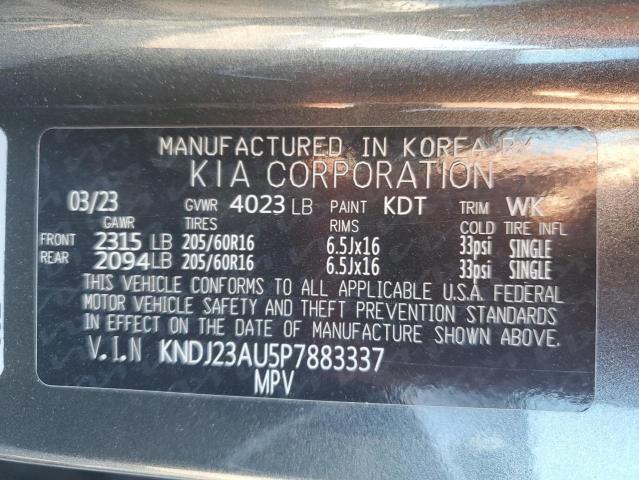 MANUFACTURED IN KOREA BY
KIA CORPORATION
03/23 GVWR 4023 LB PAINT KDT TRIM WK
GAWR TIRES RIMS COLD TIRE INFL
FRONT 2315 LB 205/60R16 6.5Jx16 33psi SINGLE
REAR 2094 LB 205/60R16 6.5Jx16 33psi SINGLE
THIS VEHICLE CONFORMS TO ALL APPLICABLE U.S.A. FEDERAL
MOTOR VEHICLE SAFETY AND THEFT PREVENTION STANDARDS
IN EFFECT ON THE DATE OF MANUFACTURE SHOWN ABOVE.
V.I.N KNDJ23AU5P7883337
MPV